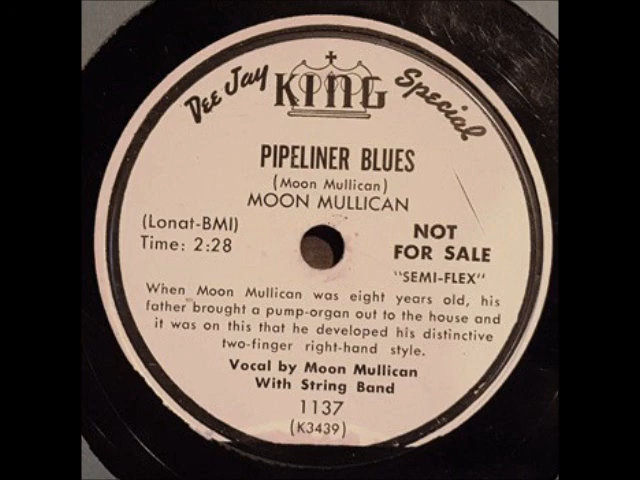 Dee Jay KING Special
PIPELINER BLUES
(Moon Mullican)
MOON MULLICAN
(Lonat-BMI)
Time: 2:28
NOT
FOR SALE
"SEMI-FLEX"
When Moon Mullican was eight years old, his
father brought a pump-organ out to the house and
it was on this that he developed his distinctive
two-finger right-hand style.
Vocal by Moon Mullican
With String Band
1137
(K3439)